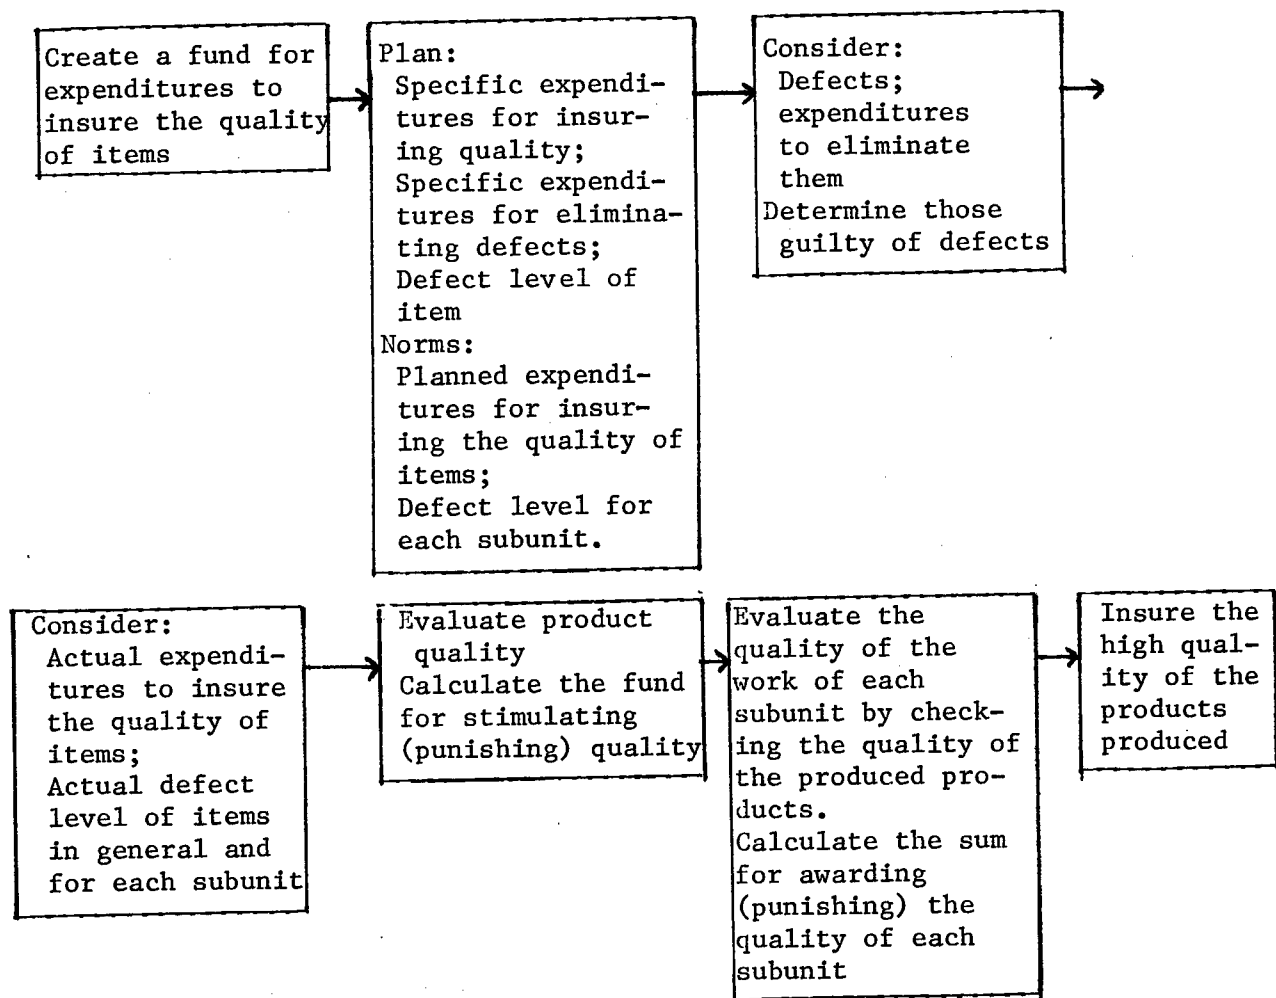 Create a fund for
expenditures to
insure the quality
of items
Plan:
Specific expendi-
tures for insur-
ing quality;
Specific expendi-
tures for elimina-
ting defects;
Defect level of
item
Norms:
Planned expendi-
tures for insur-
ing the quality of
items;
Defect level for
each subunit.
Consider:
Defects;
expenditures
to eliminate
them
Determine those
guilty of defects
Consider:
Actual expendi-
tures to insure
the quality of
items;
Actual defect
level of items
in general and
for each subunit
Evaluate product
quality
Calculate the fund
for stimulating
(punishing) quality
Evaluate the
quality of the
work of each
subunit by check-
ing the quality of
the produced pro-
ducts.
Calculate the sum
for awarding
(punishing) the
quality of each
subunit
Insure the
high qual-
ity of the
products
produced